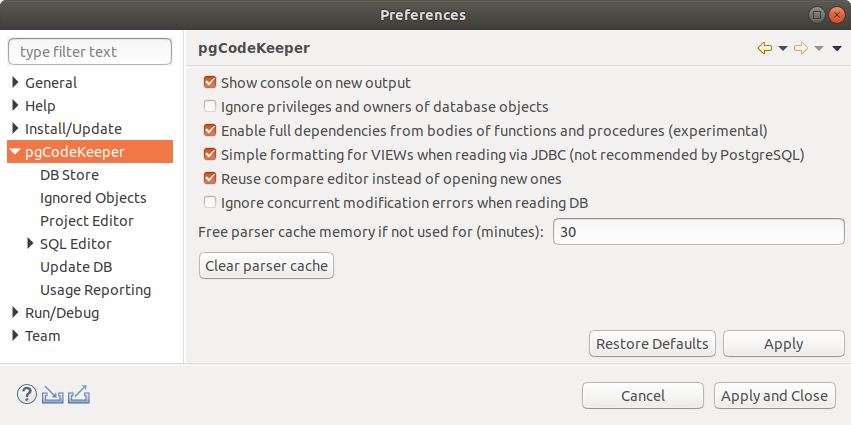 Preferences
type filter text
General
Help
Install/Update
pgCodeKeeper
DB Store
Ignored Objects
Project Editor
SQL Editor
Update DB
Usage Reporting
Run/Debug
Team
pgCodeKeeper
Show console on new output
Ignore privileges and owners of database objects
Enable full dependencies from bodies of functions and procedures (experimental)
Simple formatting for VIEWs when reading via JDBC (not recommended by PostgreSQL)
Reuse compare editor instead of opening new ones
Ignore concurrent modification errors when reading DB
Free parser cache memory if not used for (minutes): 30
Clear parser cache
Restore Defaults Apply
Cancel Apply and Close